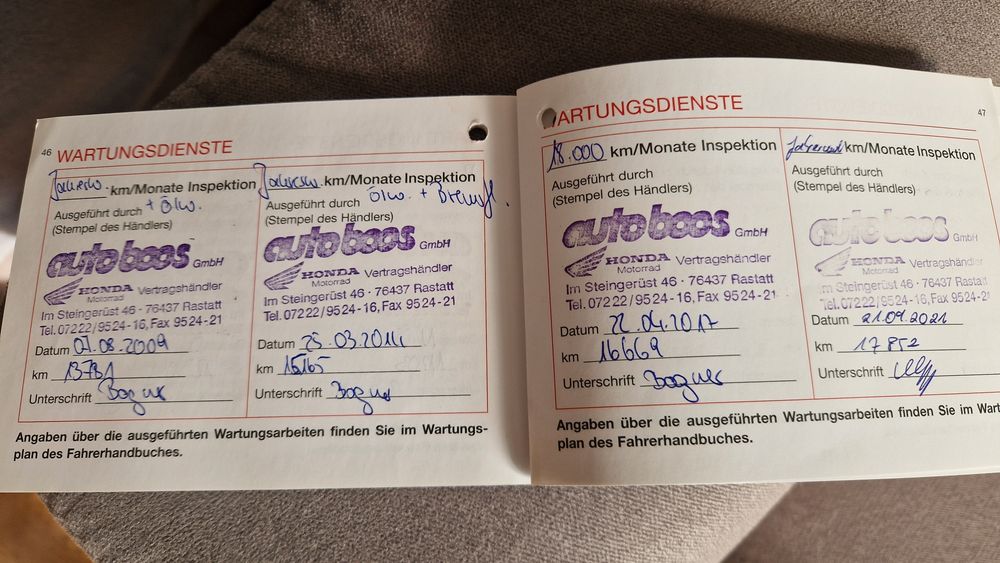 46 WARTUNGSDIENSTE
km/Monate Inspektion
+ Ölw.
Ausgeführt durch
(Stempel des Händlers)
auto boos GmbH
HONDA Vertragshändler
Motorrad
Im Steingerüst 46 · 76437 Rastatt
Tel. 07222/9524-16, Fax 9524-21
Datum 07.08.2009
km 13781
Unterschrift Bogner
km/Monate Inspektion
Ölw. + Bremsfl.
Ausgeführt durch
(Stempel des Händlers)
auto boos GmbH
HONDA Vertragshändler
Motorrad
Im Steingerüst 46 · 76437 Rastatt
Tel. 07222/9524-16, Fax 9524-21
Datum 25.03.2014
km 15165
Unterschrift Bogner
Angaben über die ausgeführten Wartungsarbeiten finden Sie im Wartungs-
plan des Fahrerhandbuches.
WARTUNGSDIENSTE 47
18.000 km/Monate Inspektion
Ausgeführt durch
(Stempel des Händlers)
auto boos GmbH
HONDA Vertragshändler
Motorrad
Im Steingerüst 46 · 76437 Rastatt
Tel. 07222/9524-16, Fax 9524-21
Datum 22.04.2017
km 16669
Unterschrift Bogner
km/Monate Inspektion
Ausgeführt durch
(Stempel des Händlers)
auto boos GmbH
HONDA Vertragshändler
Motorrad
Im Steingerüst 46 · 76437 Rastatt
Tel. 07222/9524-16, Fax 9524-21
Datum 21.09.2021
km 17852
Unterschrift
Angaben über die ausgeführten Wartungsarbeiten finden Sie im Wart
plan des Fahrerhandbuches.